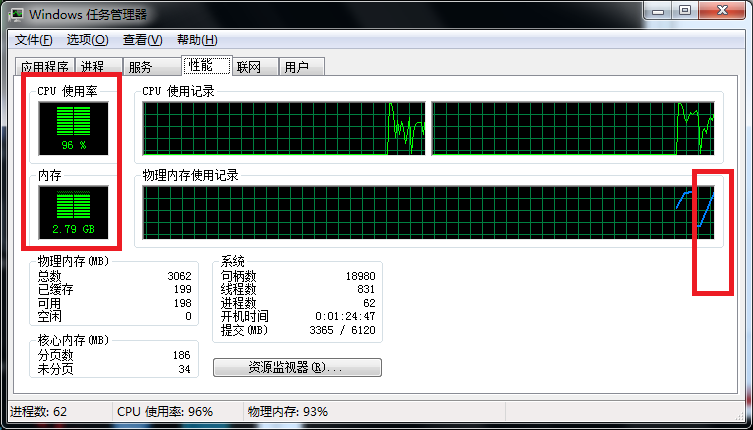 Windows 任务管理器
文件(F) 选项(O) 查看(V) 帮助(H)
应用程序 进程 服务 性能 联网 用户
CPU 使用率 CPU 使用记录
96 %
内存 物理内存使用记录
2.79 GB
物理内存(MB) 系统
总数 3062 句柄数 18980
已缓存 199 线程数 831
可用 198 进程数 62
空闲 0 开机时间 0:01:24:47
提交(MB) 3365 / 6120
核心内存(MB)
分页数 186
未分页 34
资源监视器(R)...
进程数: 62 CPU 使用率: 96% 物理内存: 93%